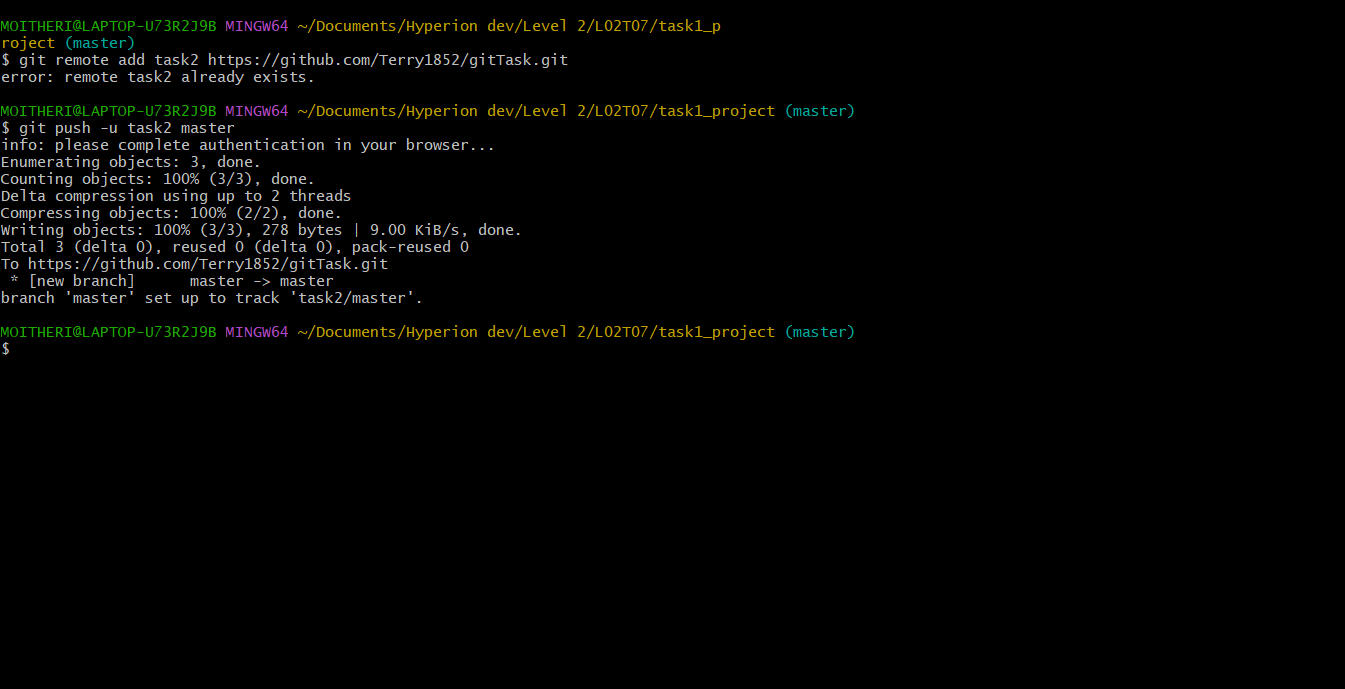 MOITHERI@LAPTOP-U73R2J9B MINGW64 ~/Documents/Hyperion dev/Level 2/L02T07/task1_p
roject (master)
$ git remote add task2 https://github.com/Terry1852/gitTask.git
error: remote task2 already exists.
MOITHERI@LAPTOP-U73R2J9B MINGW64 ~/Documents/Hyperion dev/Level 2/L02T07/task1_project (master)
$ git push -u task2 master
info: please complete authentication in your browser...
Enumerating objects: 3, done.
Counting objects: 100% (3/3), done.
Delta compression using up to 2 threads
Compressing objects: 100% (2/2), done.
Writing objects: 100% (3/3), 278 bytes | 9.00 KiB/s, done.
Total 3 (delta 0), reused 0 (delta 0), pack-reused 0
To https://github.com/Terry1852/gitTask.git
 * [new branch]      master -> master
branch 'master' set up to track 'task2/master'.
MOITHERI@LAPTOP-U73R2J9B MINGW64 ~/Documents/Hyperion dev/Level 2/L02T07/task1_project (master)
$